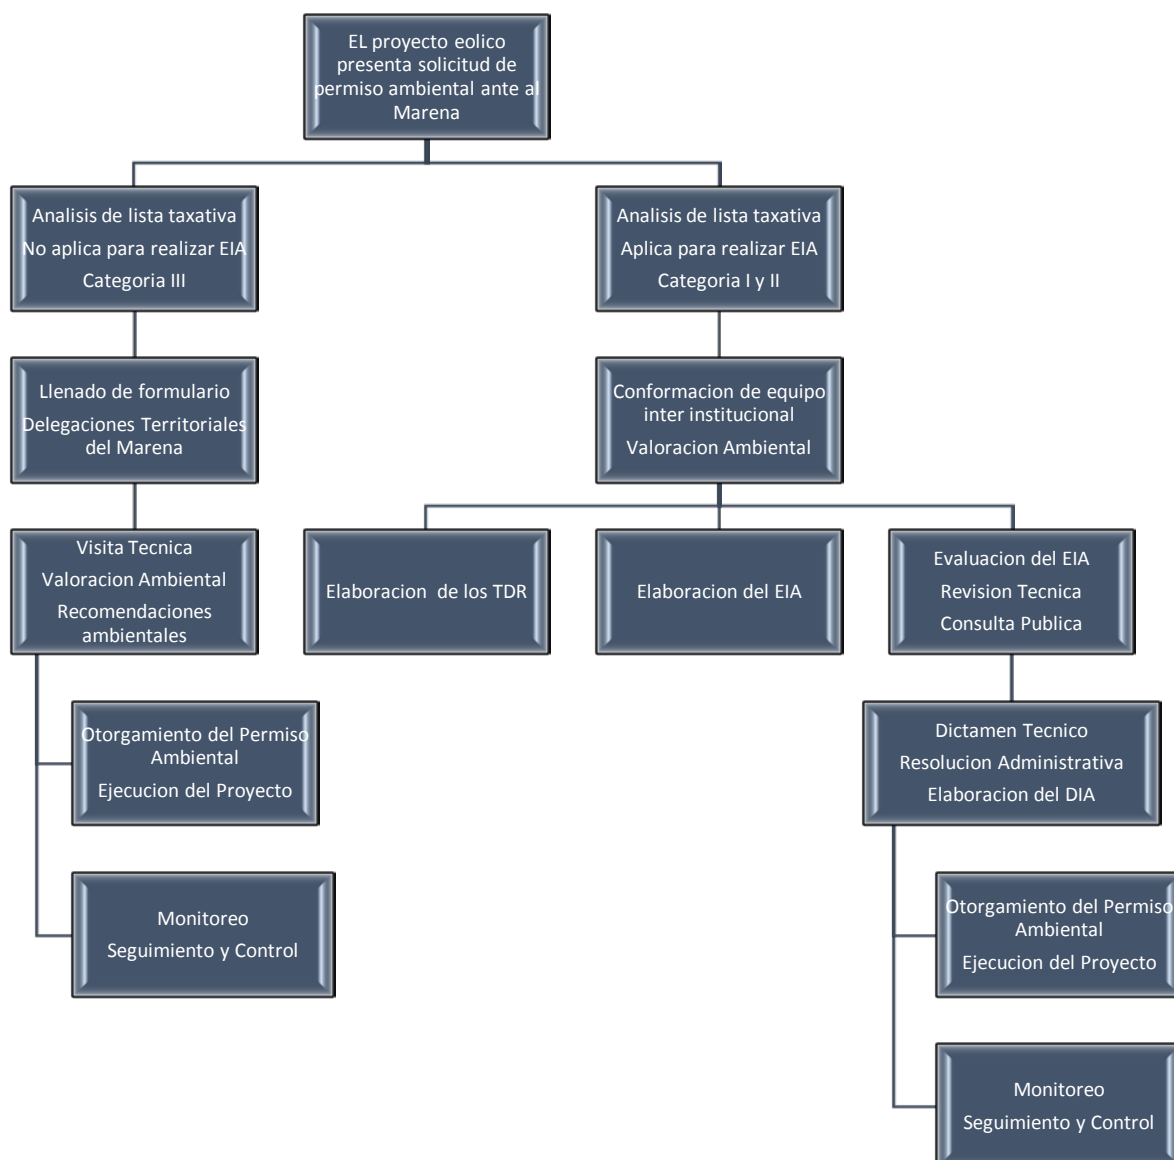 EL proyecto eolico
presenta solicitud de
permiso ambiental ante al
Marena
Analisis de lista taxativa
No aplica para realizar EIA
Categoria III
Analisis de lista taxativa
Aplica para realizar EIA
Categoria I y II
Llenado de formulario
Delegaciones Territoriales
del Marena
Conformacion de equipo
inter institucional
Valoracion Ambiental
Visita Tecnica
Valoracion Ambiental
Recomendaciones
ambientales
Elaboracion de los TDR
Elaboracion del EIA
Evaluacion del EIA
Revision Tecnica
Consulta Publica
Otorgamiento del Permiso
Ambiental
Ejecucion del Proyecto
Dictamen Tecnico
Resolucion Administrativa
Elaboracion del DIA
Monitoreo
Seguimiento y Control
Otorgamiento del Permiso
Ambiental
Ejecucion del Proyecto
Monitoreo
Seguimiento y Control